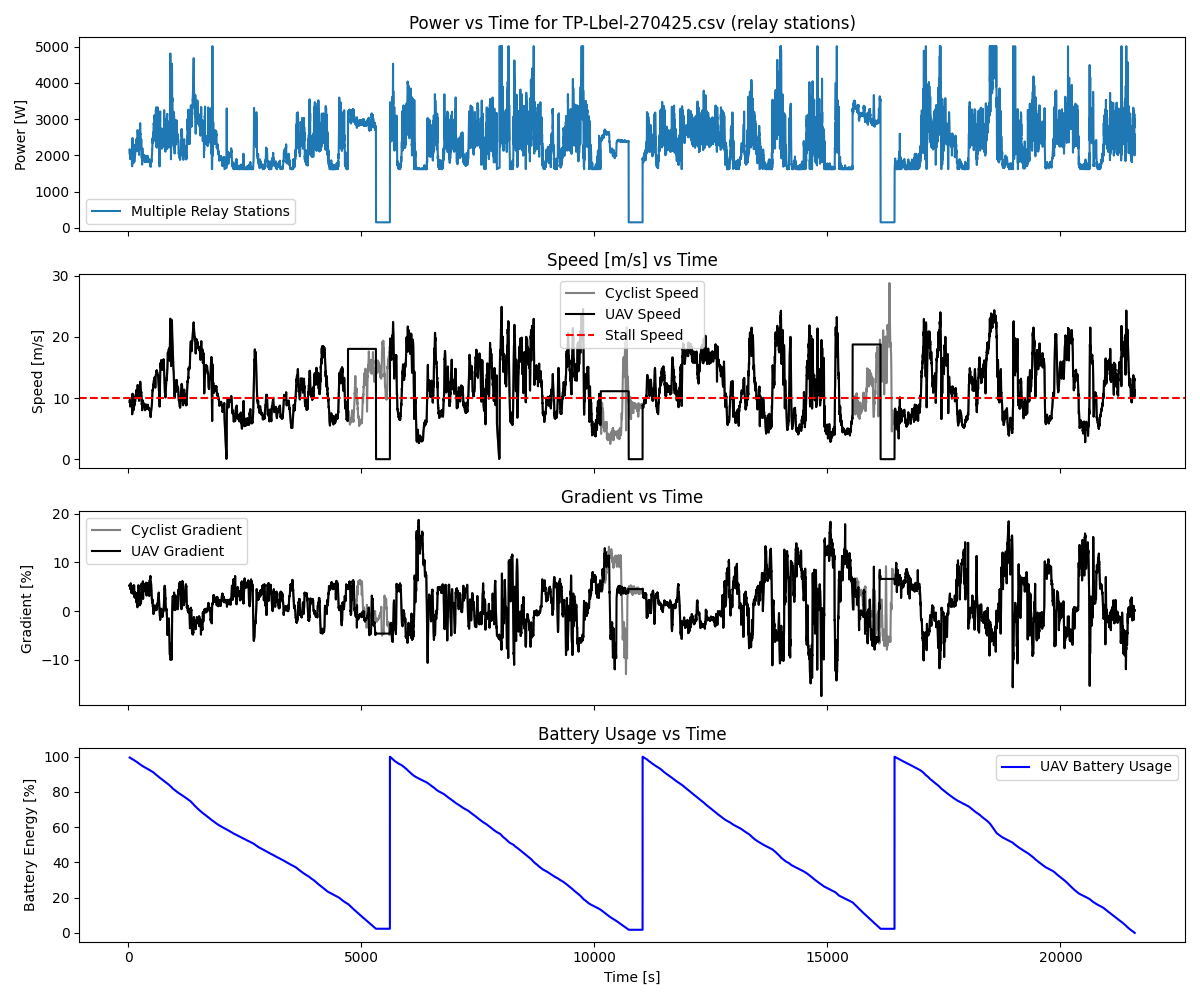 Power vs Time for TP-Lbel-270425.csv (relay stations)
Power [W]
5000
4000
3000
2000
1000
0
Multiple Relay Stations
Speed [m/s] vs Time
Speed [m/s]
30
20
10
0
Cyclist Speed
UAV Speed
Stall Speed
Gradient vs Time
Gradient [%]
20
10
0
−10
Cyclist Gradient
UAV Gradient
Battery Usage vs Time
Battery Energy [%]
100
80
60
40
20
0
UAV Battery Usage
0 5000 10000 15000 20000
Time [s]